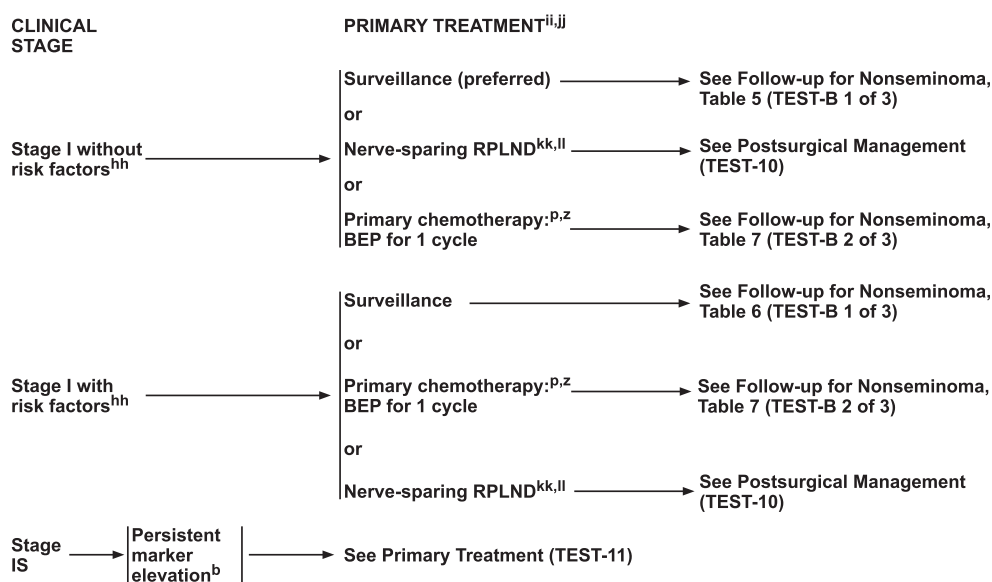 CLINICAL
STAGE
PRIMARY TREATMENTii,jj
Stage I without
risk factorshh
Surveillance (preferred)
See Follow-up for Nonseminoma,
Table 5 (TEST-B 1 of 3)
or
Nerve-sparing RPLNDkk,ll
See Postsurgical Management
(TEST-10)
or
Primary chemotherapy:p,z
BEP for 1 cycle
See Follow-up for Nonseminoma,
Table 7 (TEST-B 2 of 3)
Stage I with
risk factorshh
Surveillance
See Follow-up for Nonseminoma,
Table 6 (TEST-B 1 of 3)
or
Primary chemotherapy:p,z
BEP for 1 cycle
See Follow-up for Nonseminoma,
Table 7 (TEST-B 2 of 3)
or
Nerve-sparing RPLNDkk,ll
See Postsurgical Management
(TEST-10)
Stage
IS
Persistent
marker
elevationb
See Primary Treatment (TEST-11)